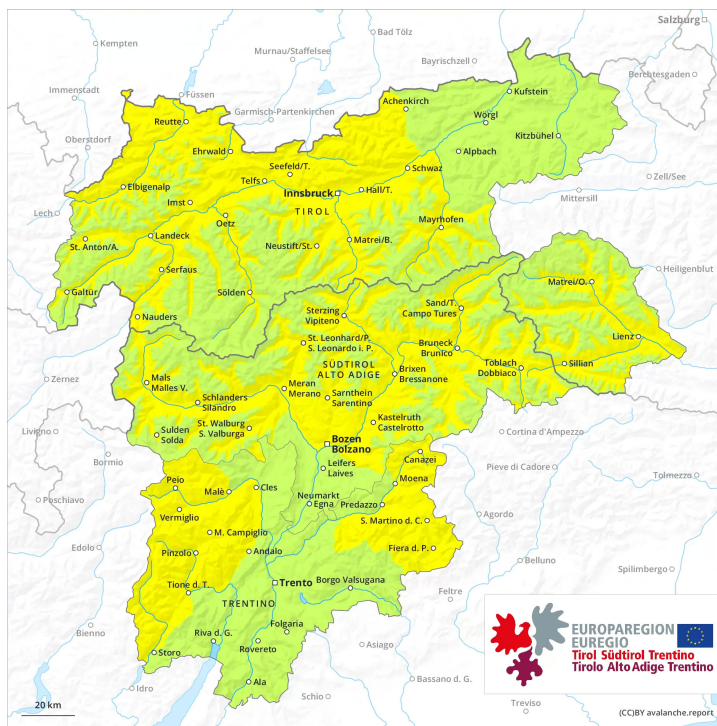 Salzburg
Kempten
Bad Tölz
Murnau/Staffelsee
Bayrischzell
Berchtesgaden
Immenstadt
Füssen
Kufstein
Garmisch-Partenkirchen
Achenkirch
Reutte
Wörgl
Oberstdorf
Ehrwald
Kitzbühel
Alpbach
Seefeld/T.
Schwaz
Telfs
Zell/See
Elbigenalp
Innsbruck
Hall/T.
Mittersill
Imst
TIROL
Lech
Oetz
Mayrhofen
St. Anton/A.
Landeck
Neustift/St.
Matrei/B.
Serfaus
Heiligenblut
Matrei/O.
Galtür
Sölden
Nauders
Sterzing
Vipiteno
Sand/T.
Campo Tures
St. Leonhard/P.
S. Leonardo i. P.
Lienz
Bruneck
Brunico
Sillian
SÜDTIROL
ALTO ADIGE
Toblach
Dobbiaco
Zernez
Mals
Malles V.
Meran
Merano
Brixen
Bressanone
Schlanders
Silandro
Sarnthein
Sarentino
St. Walburg
S. Valburga
Kastelruth
Castelrotto
Livigno
Sulden
Solda
Bozen
Bolzano
Cortina d'Ampezzo
Bormio
Canazei
Leifers
Laives
Pieve di Cadore
Tolmezzo
Peio
Moena
Poschiavo
Malè
Cles
Neumarkt
Egna
Predazzo
Vermiglio
Agordo
S. Martino d. C.
M. Campiglio
Edolo
Pinzolo
Andalo
Fiera d. P.
Belluno
Spilimbergo
Tione d. T.
Trento
Borgo Valsugana
Feltre
TRENTINO
Folgaria
Bienno
Riva d. G.
Rovereto
Asiago
Storo
Bassano d. G.
Ala
Idro
Schio
Treviso
20 km
EUROPAREGION
EUREGIO
Tirol Südtirol Trentino
Tirolo Alto Adige Trentino
(CC)BY avalanche.report